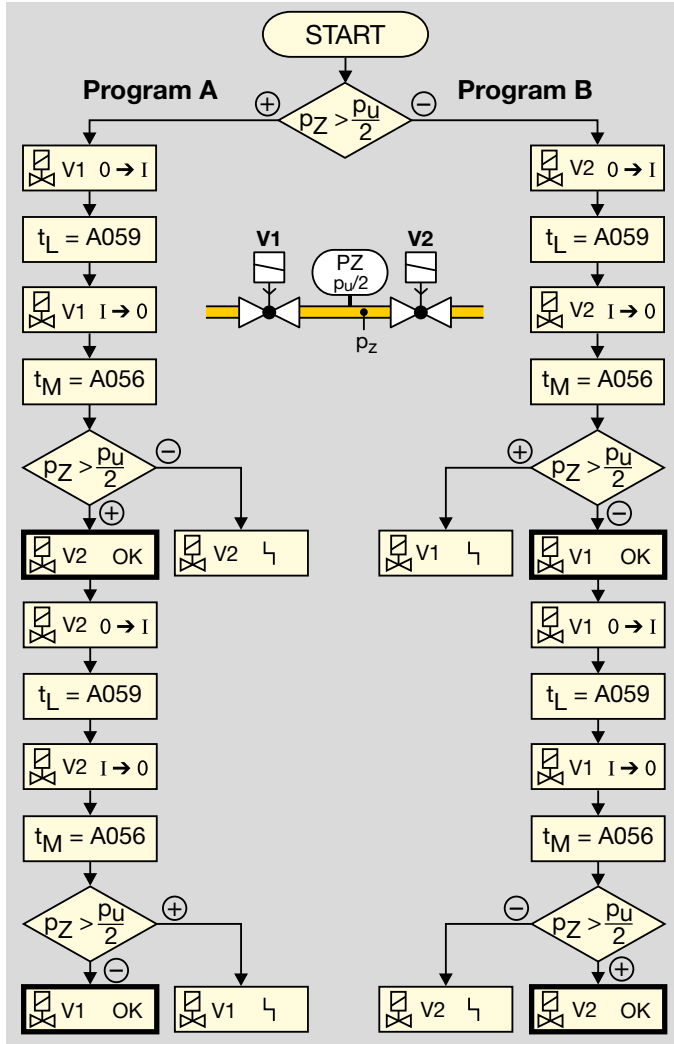 START
Program A
⊕
pZ > pu/2
⊖
Program B
V1 0 → I
tL = A059
V1 I → 0
tM = A056
pZ > pu/2
⊖
⊕
V2 OK
V2
V2 0 → I
tL = A059
V2 I → 0
tM = A056
pZ > pu/2
⊕
⊖
V1 OK
V1
V1
V2
PZ
pu/2
pz
V2 0 → I
tL = A059
V2 I → 0
tM = A056
⊕
pZ > pu/2
⊖
V1
V1 OK
V1 0 → I
tL = A059
V1 I → 0
tM = A056
⊖
pZ > pu/2
⊕
V2
V2 OK